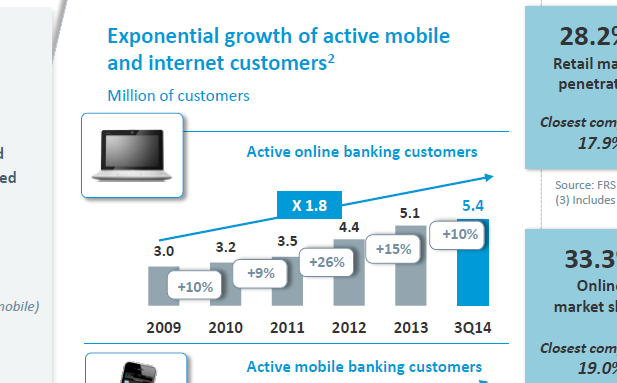 Exponential growth of active mobile
and internet customers²
Million of customers
Active online banking customers
X 1.8
3.0
3.2
3.5
4.4
5.1
5.4
+10%
+9%
+26%
+15%
+10%
2009
2010
2011
2012
2013
3Q14
Active mobile banking customers
ed
mobile)
28.2%
Retail ma
penetrat
Closest com
17.9%
Source: FRS
(3) Includes
33.3
Online
market s
Closest com
19.0%